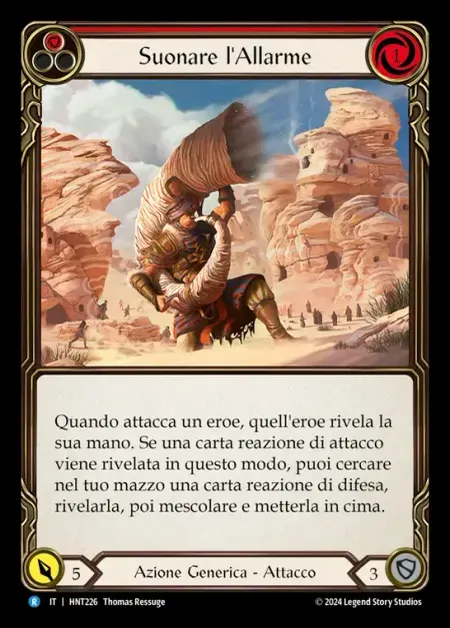 Suonare l'Allarme
1
Quando attacca un eroe, quell'eroe rivela la
sua mano. Se una carta reazione di attacco
viene rivelata in questo modo, puoi cercare
nel tuo mazzo una carta reazione di difesa,
rivelarla, poi mescolare e metterla in cima.
5
Azione Generica - Attacco
3
R IT | HNT226 Thomas Ressuge
© 2024 Legend Story Studios